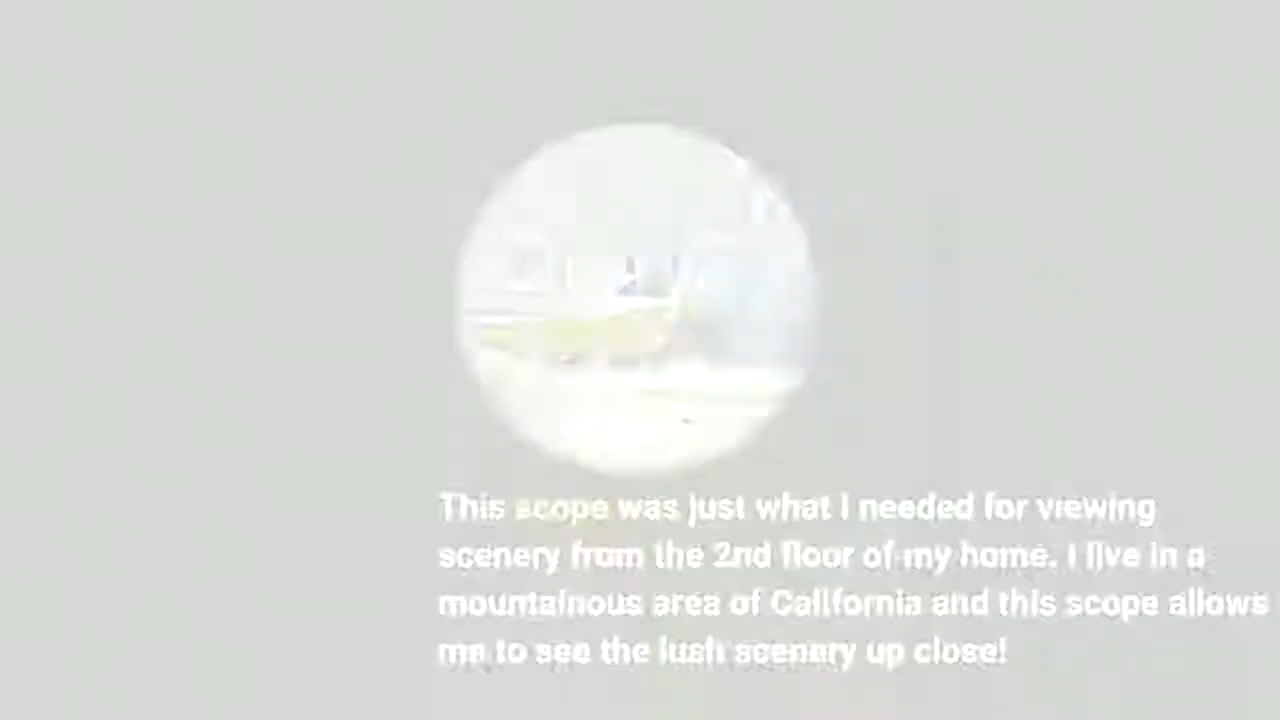 This scope was just what I needed for viewing
scenery from the 2nd floor of my home. I live in a
mountainous area of California and this scope allows
me to see the lush scenery up close!